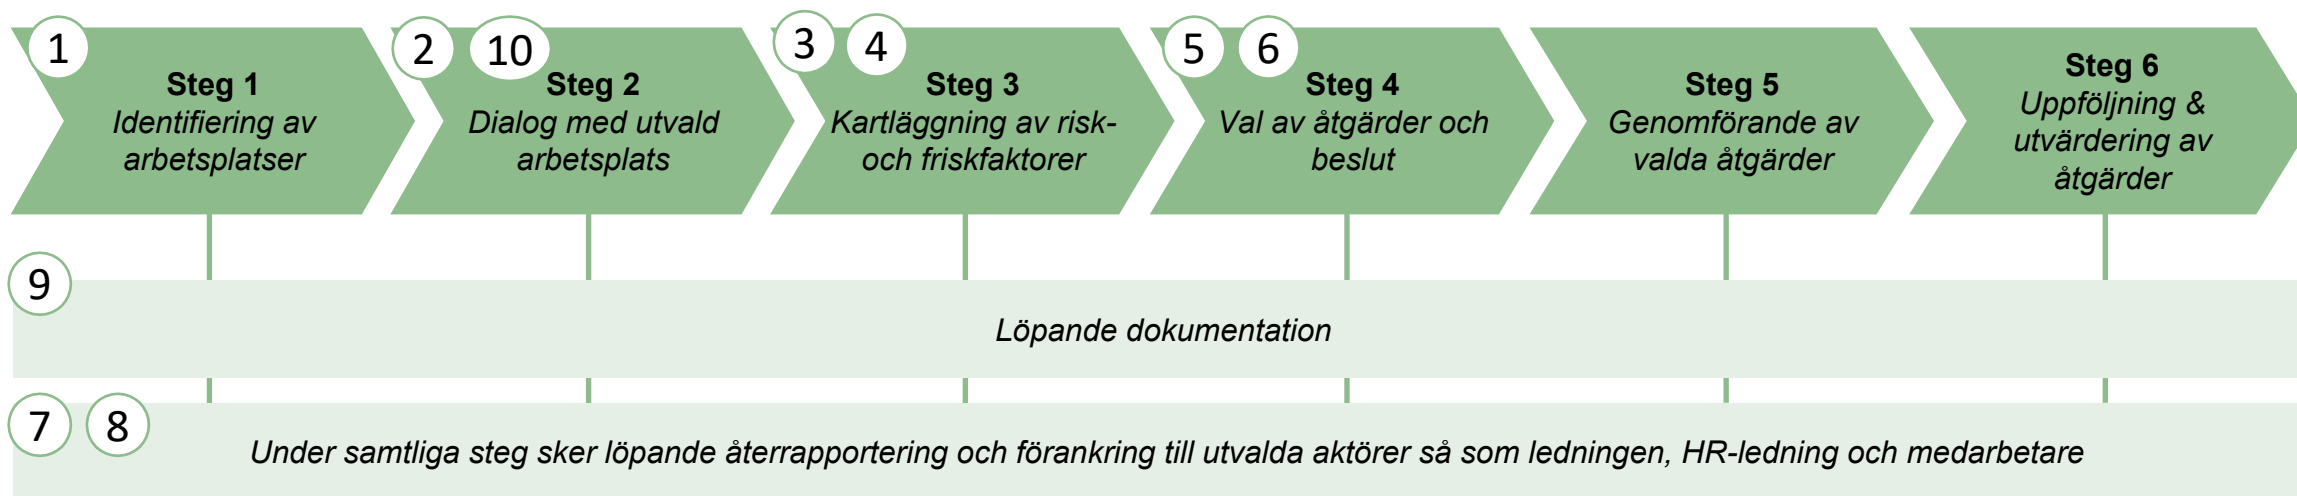 1
Steg 1
Identifiering av
arbetsplatser
2 10
Steg 2
Dialog med utvald
arbetsplats
3 4
Steg 3
Kartläggning av risk-
och friskfaktorer
5 6
Steg 4
Val av åtgärder och
beslut
Steg 5
Genomförande av
valda åtgärder
Steg 6
Uppföljning &
utvärdering av
åtgärder
9
Löpande dokumentation
7 8
Under samtliga steg sker löpande återrapportering och förankring till utvalda aktörer så som ledningen, HR-ledning och medarbetare